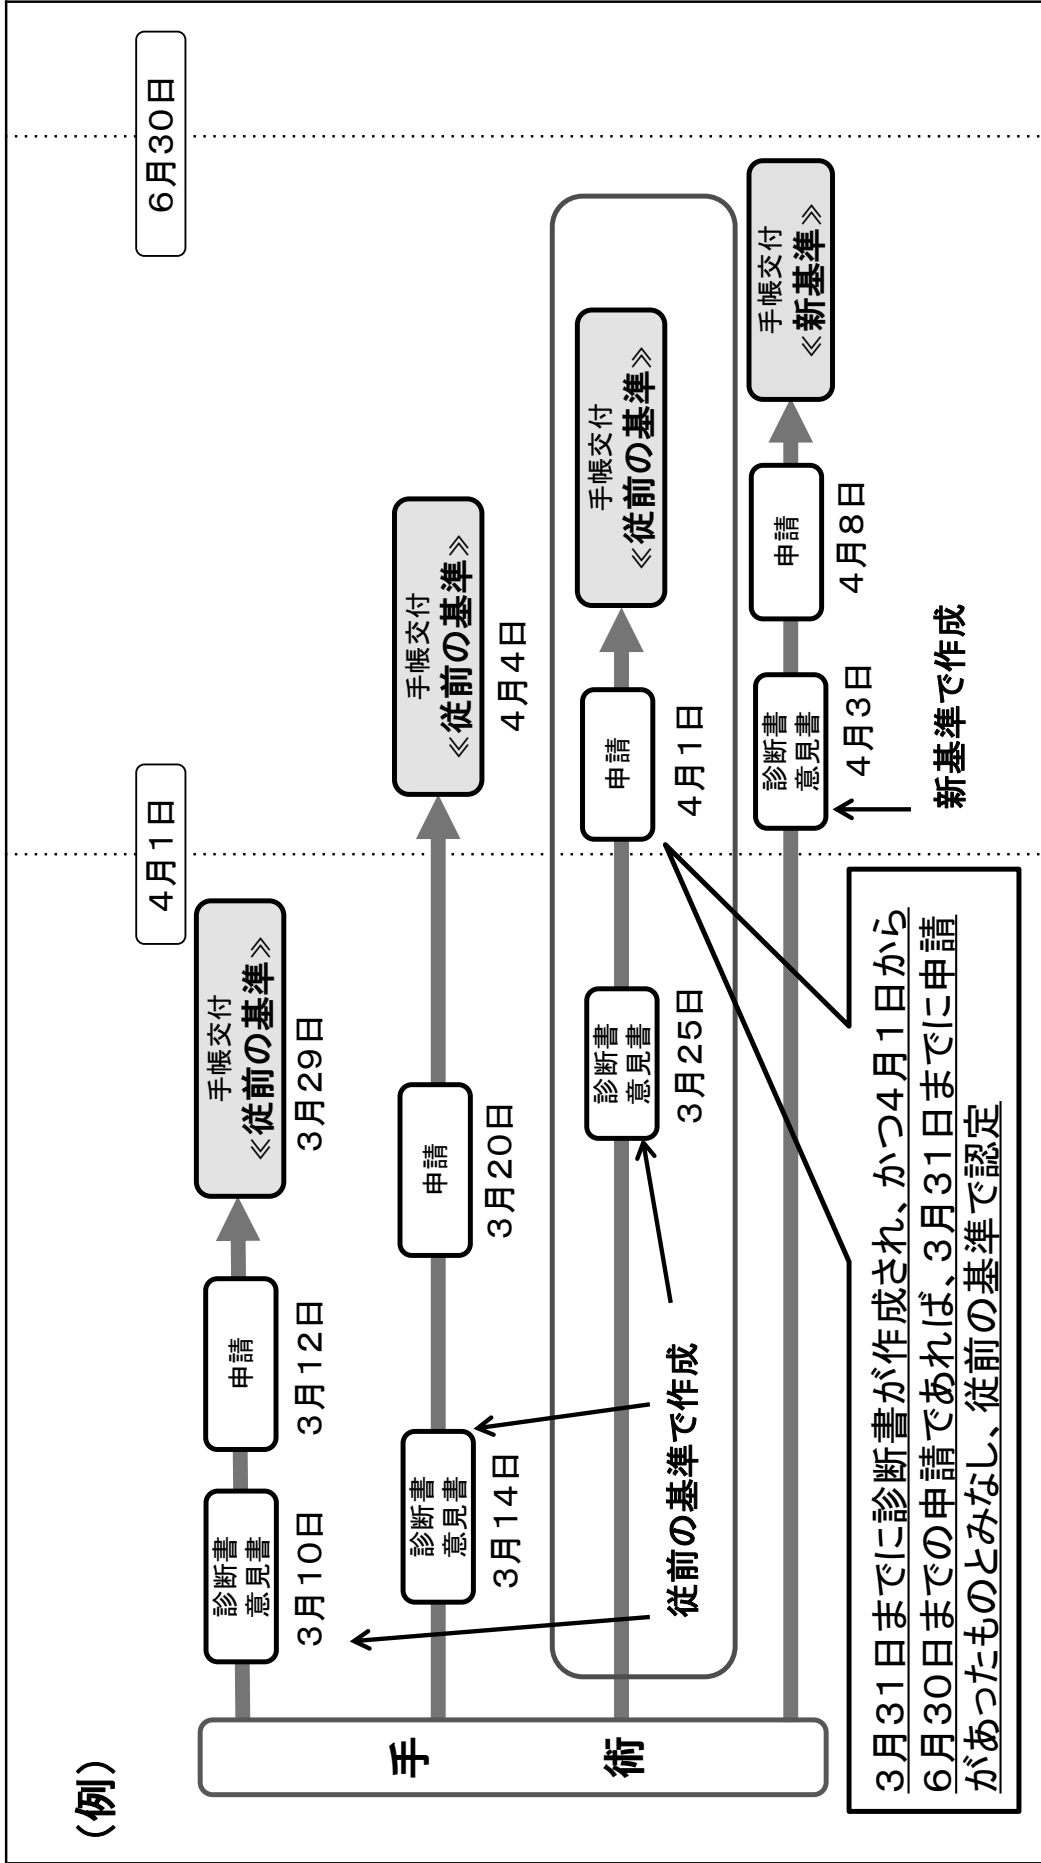 （例）
４月１日
６月３０日
手
術
診断書
意見書
３月１０日
申請
３月１２日
手帳交付
≪従前の基準≫
３月２９日
診断書
意見書
３月１４日
申請
３月２０日
手帳交付
≪従前の基準≫
４月４日
診断書
意見書
３月２５日
申請
４月１日
手帳交付
≪従前の基準≫
診断書
意見書
４月３日
申請
４月８日
手帳交付
≪新基準≫
従前の基準で作成
新基準で作成
３月３１日までに診断書が作成され、かつ４月１日から
６月３０日までの申請であれば、３月３１日までに申請
があったものとみなし、従前の基準で認定